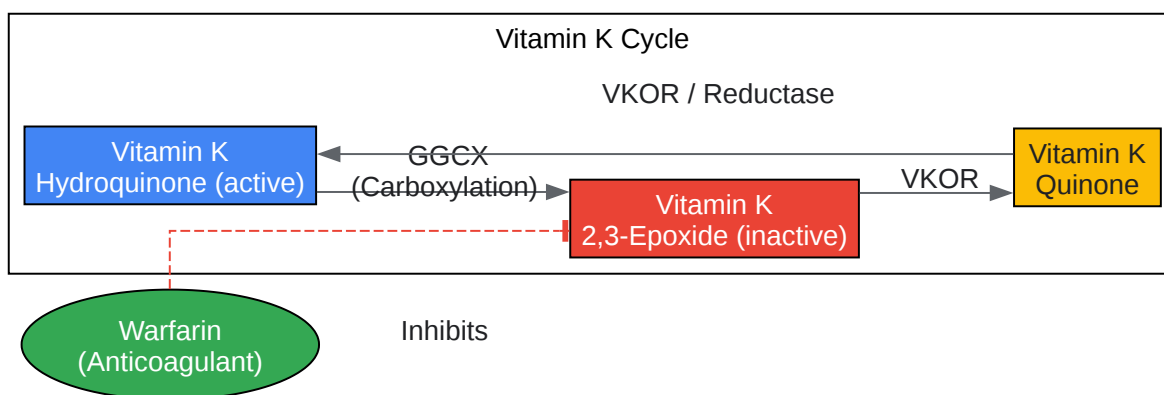 Vitamin K Cycle
VKOR / Reductase
Vitamin K
Hydroquinone (active)
GGCX
(Carboxylation)
Vitamin K
2,3-Epoxide (inactive)
VKOR
Vitamin K
Quinone
Warfarin
(Anticoagulant)
Inhibits